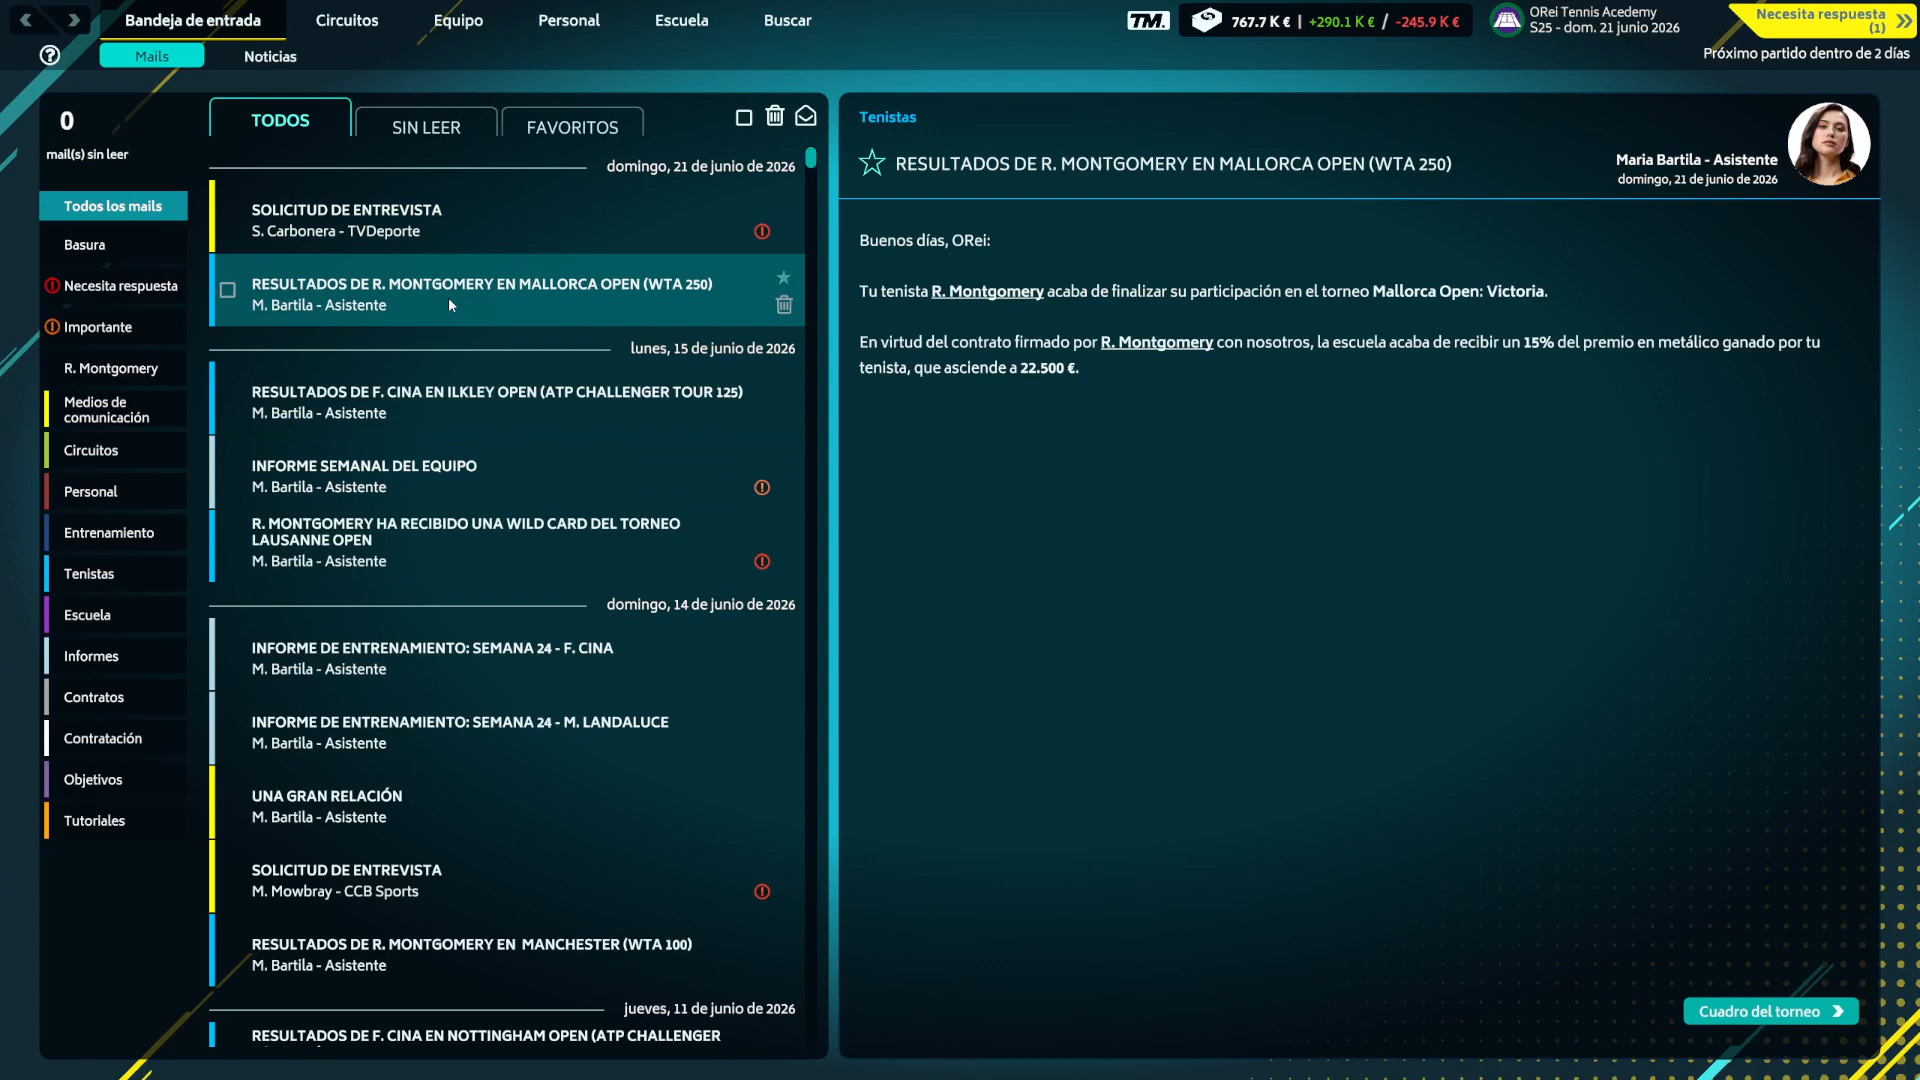 Bandeja de entrada
Circuitos
Equipo
Personal
Escuela
Buscar
TM.
767.7 K € | +290.1 K € / -245.9 K €
ORei Tennis Acedemy
S25 - dom. 21 junio 2026
Necesita respuesta
(1)
Próximo partido dentro de 2 días
Mails
Noticias
0
mail(s) sin leer
Todos los mails
Basura
Necesita respuesta
Importante
R. Montgomery
Medios de
comunicación
Circuitos
Personal
Entrenamiento
Tenistas
Escuela
Informes
Contratos
Contratación
Objetivos
Tutoriales
TODOS
SIN LEER
FAVORITOS
domingo, 21 de junio de 2026
SOLICITUD DE ENTREVISTA
S. Carbonera - TVDeporte
RESULTADOS DE R. MONTGOMERY EN MALLORCA OPEN (WTA 250)
M. Bartila - Asistente
lunes, 15 de junio de 2026
RESULTADOS DE F. CINA EN ILKLEY OPEN (ATP CHALLENGER TOUR 125)
M. Bartila - Asistente
INFORME SEMANAL DEL EQUIPO
M. Bartila - Asistente
R. MONTGOMERY HA RECIBIDO UNA WILD CARD DEL TORNEO
LAUSANNE OPEN
M. Bartila - Asistente
domingo, 14 de junio de 2026
INFORME DE ENTRENAMIENTO: SEMANA 24 - F. CINA
M. Bartila - Asistente
INFORME DE ENTRENAMIENTO: SEMANA 24 - M. LANDALUCE
M. Bartila - Asistente
UNA GRAN RELACIÓN
M. Bartila - Asistente
SOLICITUD DE ENTREVISTA
M. Mowbray - CCB Sports
RESULTADOS DE R. MONTGOMERY EN MANCHESTER (WTA 100)
M. Bartila - Asistente
jueves, 11 de junio de 2026
RESULTADOS DE F. CINA EN NOTTINGHAM OPEN (ATP CHALLENGER
Tenistas
RESULTADOS DE R. MONTGOMERY EN MALLORCA OPEN (WTA 250)
Maria Bartila - Asistente
domingo, 21 de junio de 2026
Buenos días, ORei:
Tu tenista R. Montgomery acaba de finalizar su participación en el torneo Mallorca Open: Victoria.
En virtud del contrato firmado por R. Montgomery con nosotros, la escuela acaba de recibir un 15% del premio en metálico ganado por tu
tenista, que asciende a 22.500 €.
Cuadro del torneo